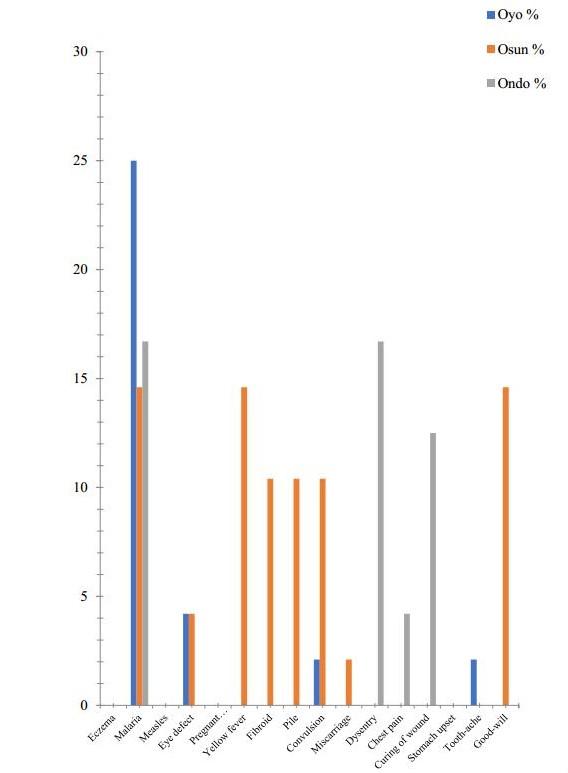 Oyo %
Osun %
Ondo %
30
25
20
15
10
5
0
Eczema
Malaria
Measles
Eye defect
Pregnant…
Yellow fever
Fibroid
Pile
Convulsion
Miscarriage
Dysentry
Chest pain
Curing of wound
Stomach upset
Tooth-ache
Good-will